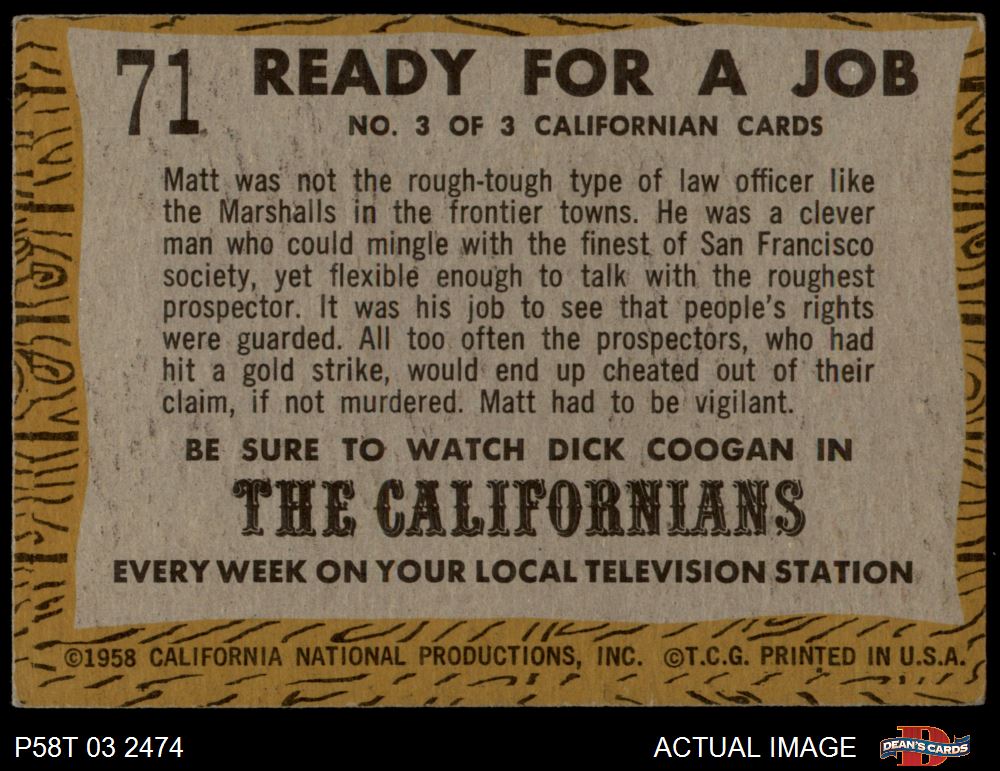 71 READY FOR A JOB
NO. 3 OF 3 CALIFORNIAN CARDS
Matt was not the rough-tough type of law officer like
the Marshalls in the frontier towns. He was a clever
man who could mingle with the finest of San Francisco
society, yet flexible enough to talk with the roughest
prospector. It was his job to see that people's rights
were guarded. All too often the prospectors, who had
hit a gold strike, would end up cheated out of their
claim, if not murdered. Matt had to be vigilant.
BE SURE TO WATCH DICK COOGAN IN
THE CALIFORNIANS
EVERY WEEK ON YOUR LOCAL TELEVISION STATION
©1958 CALIFORNIA NATIONAL PRODUCTIONS, INC. ©T.C.G. PRINTED IN U.S.A.
P58T 03 2474 ACTUAL IMAGE DEAN'S CARDS